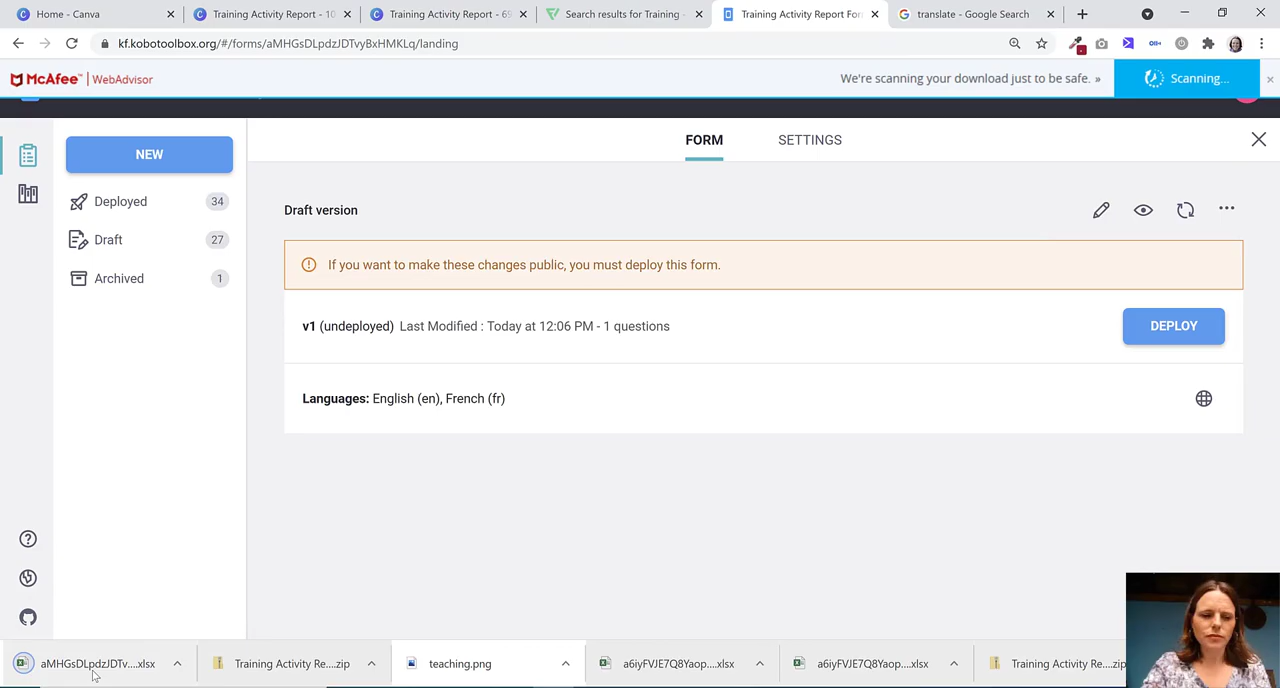 Home - Canva
Training Activity Report - 10
Training Activity Report - 69
Search results for Training -
Training Activity Report For
translate - Google Search
kf.kobotoolbox.org/#/forms/aMHGsDLpdzJDTvyBxHMKLq/landing
McAfee™ | WebAdvisor
We're scanning your download just to be safe. »
Scanning...
FORM
SETTINGS
NEW
Deployed 34
Draft 27
Archived 1
Draft version
If you want to make these changes public, you must deploy this form.
v1 (undeployed) Last Modified : Today at 12:06 PM - 1 questions
DEPLOY
Languages: English (en), French (fr)
aMHGsDLpdzJDTv....xlsx
Training Activity Re....zip
teaching.png
a6iyFVJE7Q8Yaop....xlsx
a6iyFVJE7Q8Yaop....xlsx
Training Activity Re....zip